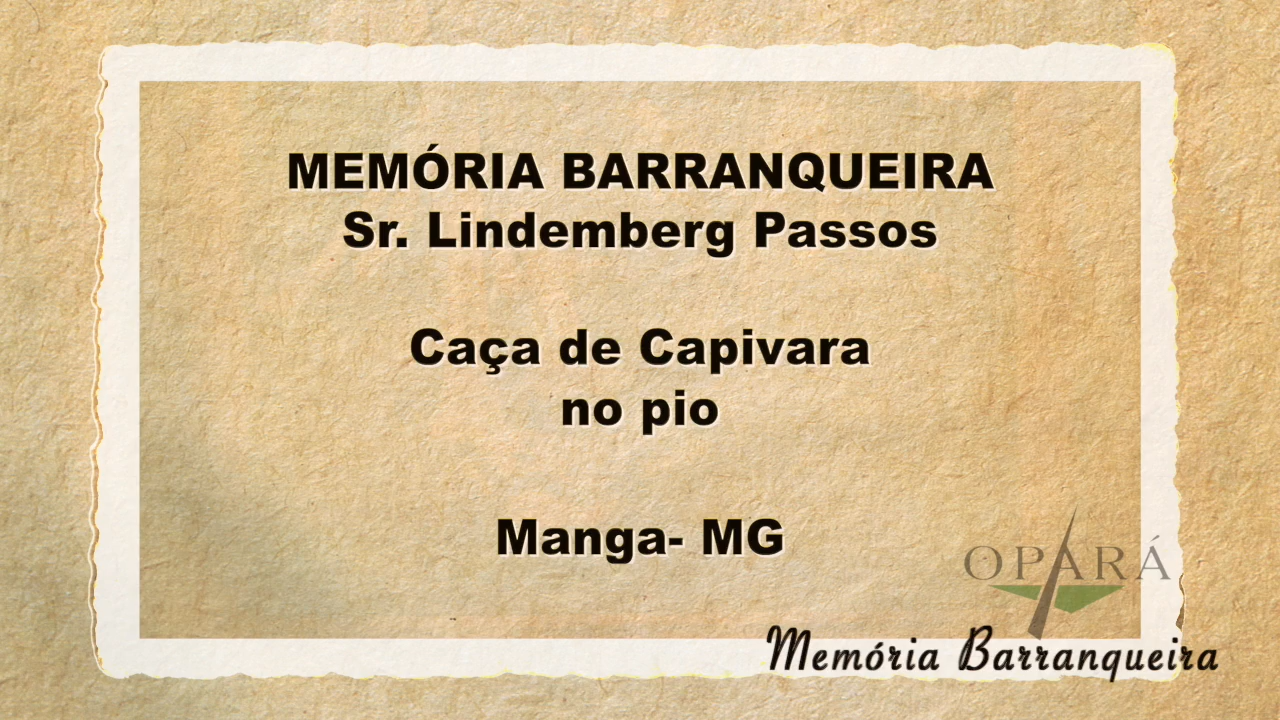 MEMÓRIA BARRANQUEIRA
Sr. Lindemberg Passos
Caça de Capivara
no pio
Manga- MG
OPARÁ
Memória Barranqueira